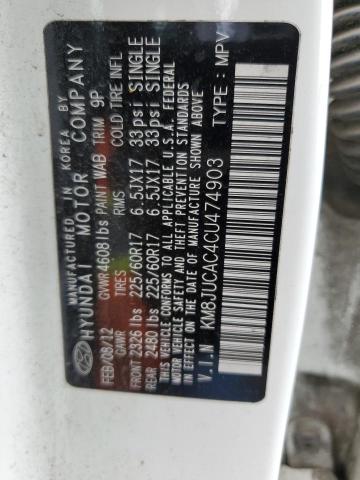 MANUFACTURED IN KOREA BY
HYUNDAI MOTOR COMPANY
FEB/08/12 GVWR 4608 lbs PAINT WAB TRIM 9P
GAWR RIMS COLD TIRE INFL
FRONT 2326 lbs 225/60R17 6.5JX17 33psi SINGLE
REAR 2480 lbs 225/60R17 6.5JX17 33psi SINGLE
THIS VEHICLE CONFORMS TO ALL APPLICABLE U.S.A. FEDERAL
MOTOR VEHICLE SAFETY & THEFT PREVENTION STANDARDS
IN EFFECT ON THE DATE OF MANUFACTURE SHOWN ABOVE
V.I.N KM8JUCAC4CU474903 TYPE: MPV